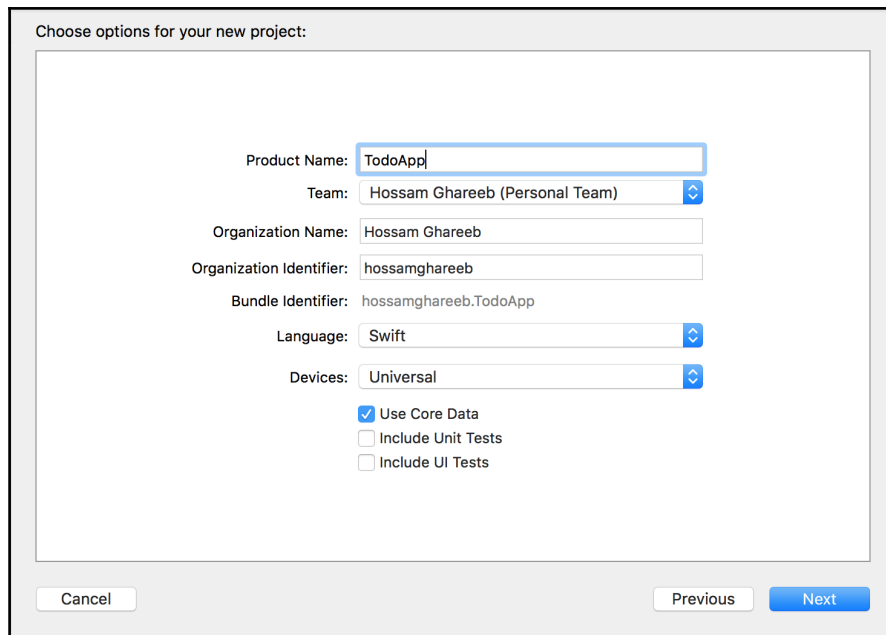 Choose options for your new project:
Product Name: TodoApp
Team: Hossam Ghareeb (Personal Team)
Organization Name: Hossam Ghareeb
Organization Identifier: hossamghareeb
Bundle Identifier: hossamghareeb.TodoApp
Language: Swift
Devices: Universal
Use Core Data
Include Unit Tests
Include UI Tests
Cancel Previous Next